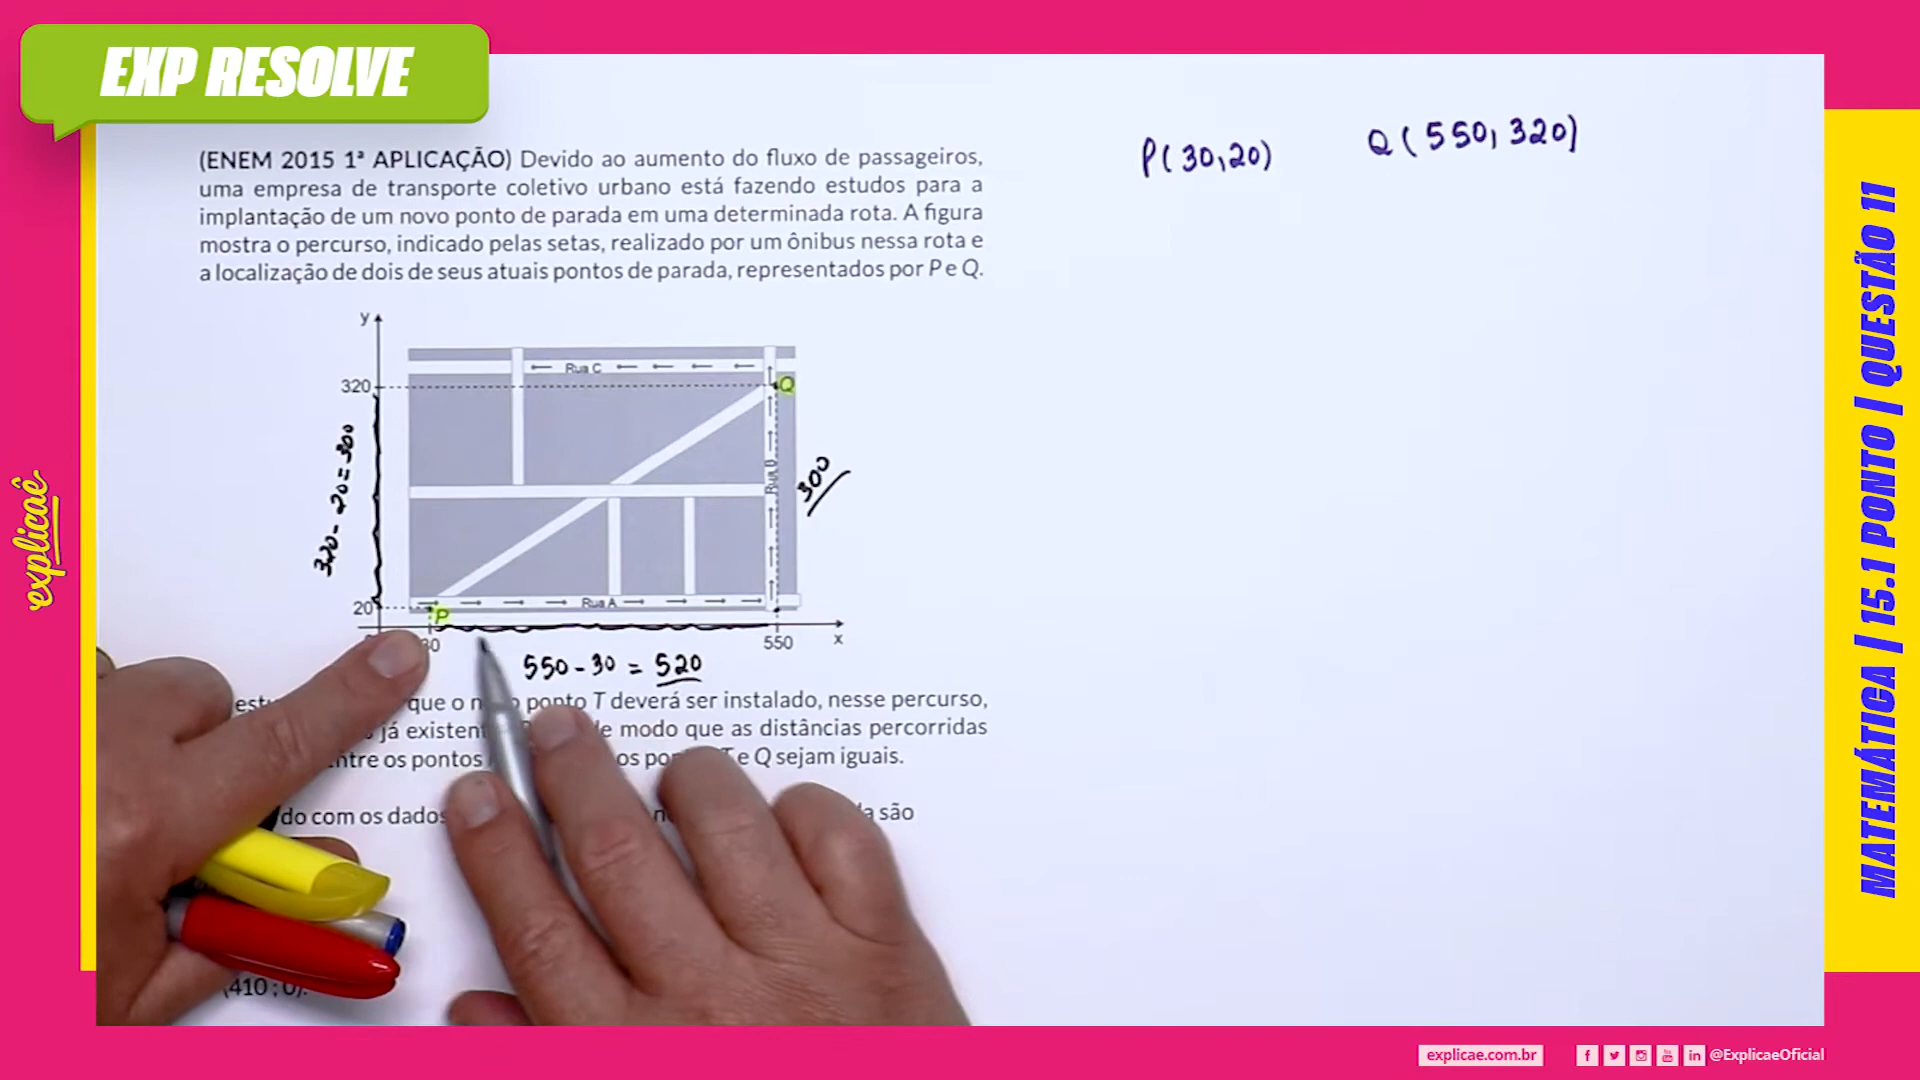 EXP RESOLVE
(ENEM 2015 1ª APLICAÇÃO) Devido ao aumento do fluxo de passageiros,
uma empresa de transporte coletivo urbano está fazendo estudos para a
implantação de um novo ponto de parada em uma determinada rota. A figura
mostra o percurso, indicado pelas setas, realizado por um ônibus nessa rota e
a localização de dois de seus atuais pontos de parada, representados por P e Q.
P(30,20)
Q(550,320)
y
Rua C
320
Q
320-20=300
Rua B
300
20
P
Rua A
550
x
550-30 = 520
que o ponto T deverá ser instalado, nesse percurso,
já de modo que as distâncias percorridas
os pontos e Q sejam iguais.
com os dados são
410 ; 0).
explicaê
MATEMÁTICA | 15.1 PONTO | QUESTÃO 11
explicae.com.br
@ExplicaeOficial